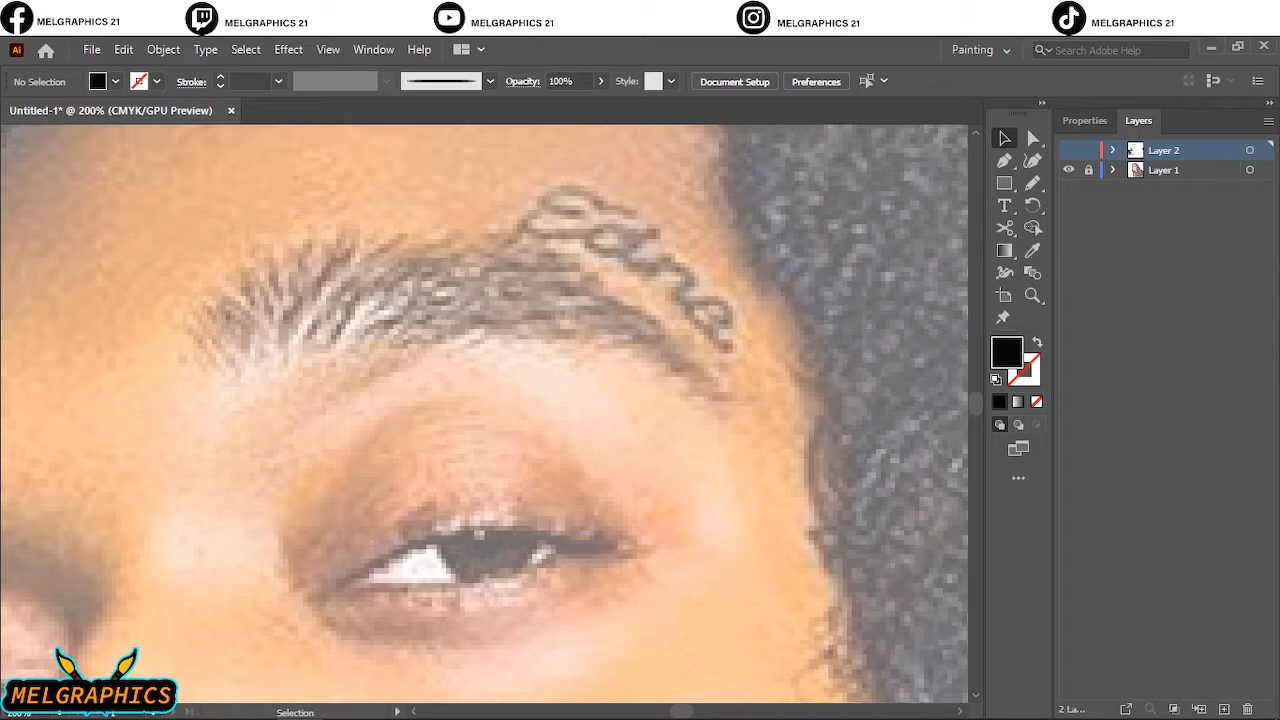 MELGRAPHICS 21
MELGRAPHICS 21
MELGRAPHICS 21
MELGRAPHICS 21
MELGRAPHICS 21
Ai
File Edit Object Type Select Effect View Window Help
Painting
Search Adobe Help
No Selection
Stroke:
Opacity: 100%
Style:
Document Setup
Preferences
Untitled-1* @ 200% (CMYK/GPU Preview)
Properties
Layers
Layer 2
Layer 1
MELGRAPHICS
Selection
2 La...